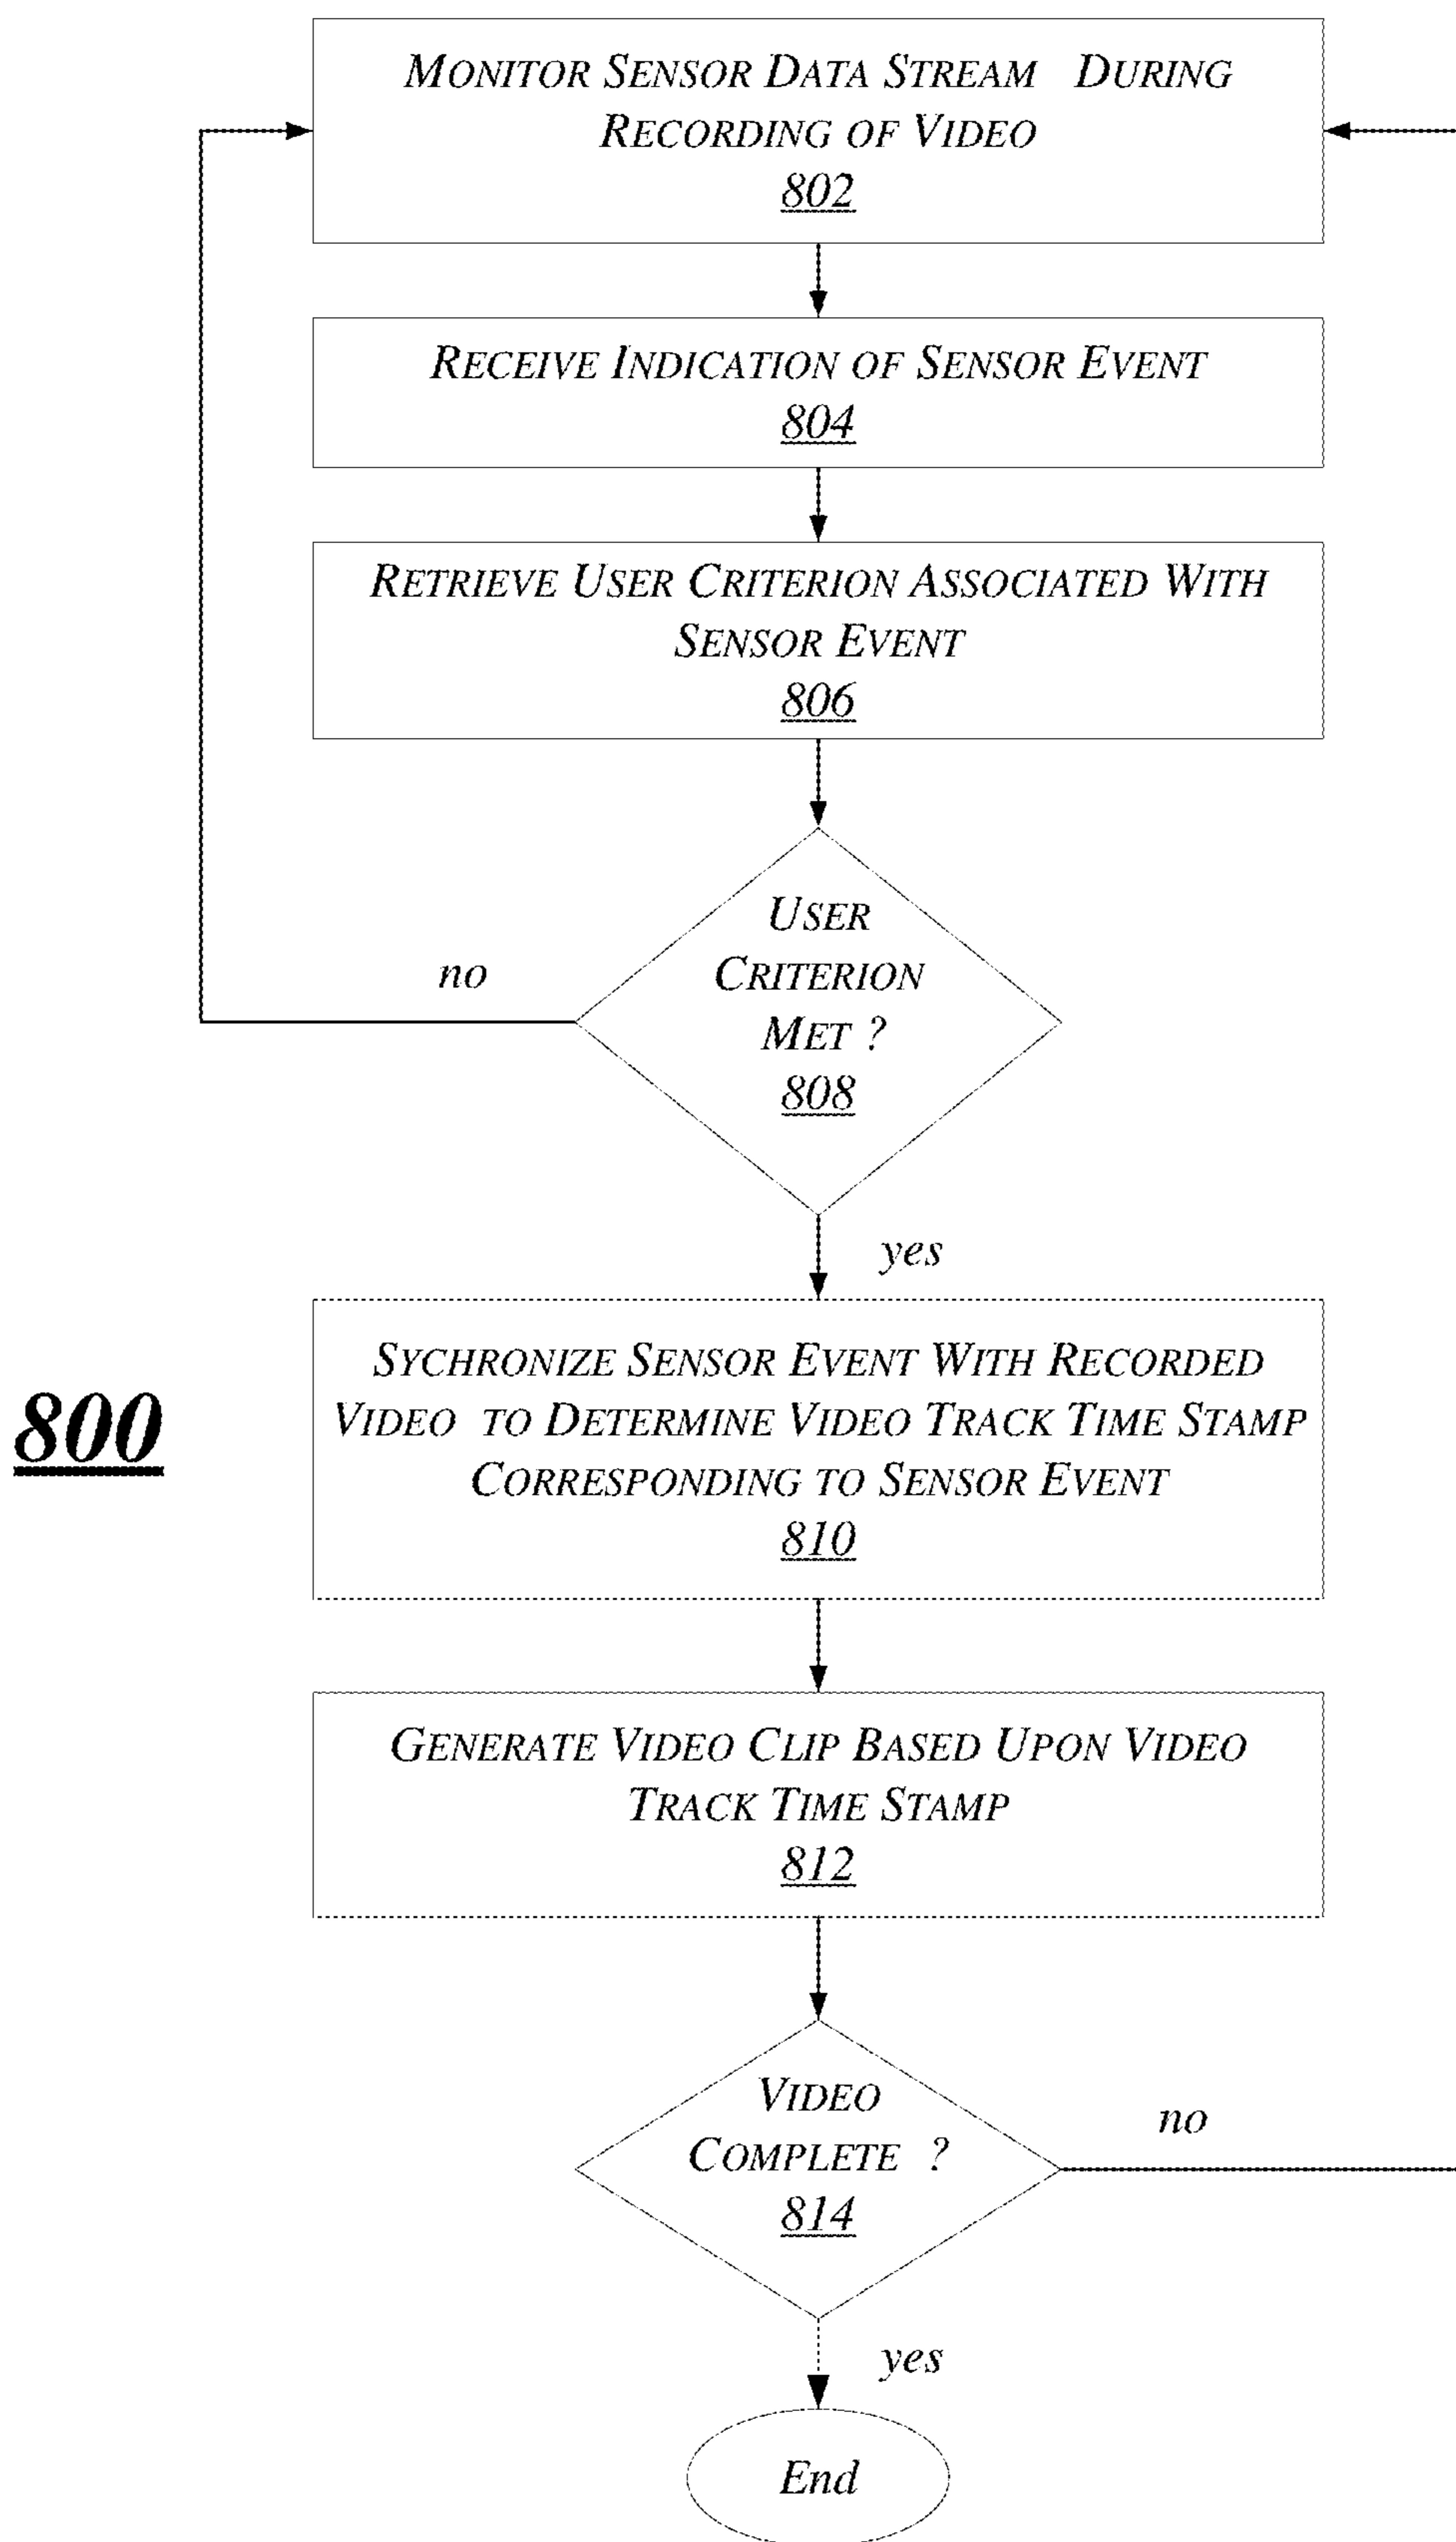 MONITOR SENSOR DATA STREAM DURING
RECORDING OF VIDEO
802
RECEIVE INDICATION OF SENSOR EVENT
804
RETRIEVE USER CRITERION ASSOCIATED WITH
SENSOR EVENT
806
USER
CRITERION
MET ?
808
no
yes
SYCHRONIZE SENSOR EVENT WITH RECORDED
VIDEO TO DETERMINE VIDEO TRACK TIME STAMP
CORRESPONDING TO SENSOR EVENT
810
800
GENERATE VIDEO CLIP BASED UPON VIDEO
TRACK TIME STAMP
812
VIDEO
COMPLETE ?
814
no
yes
End